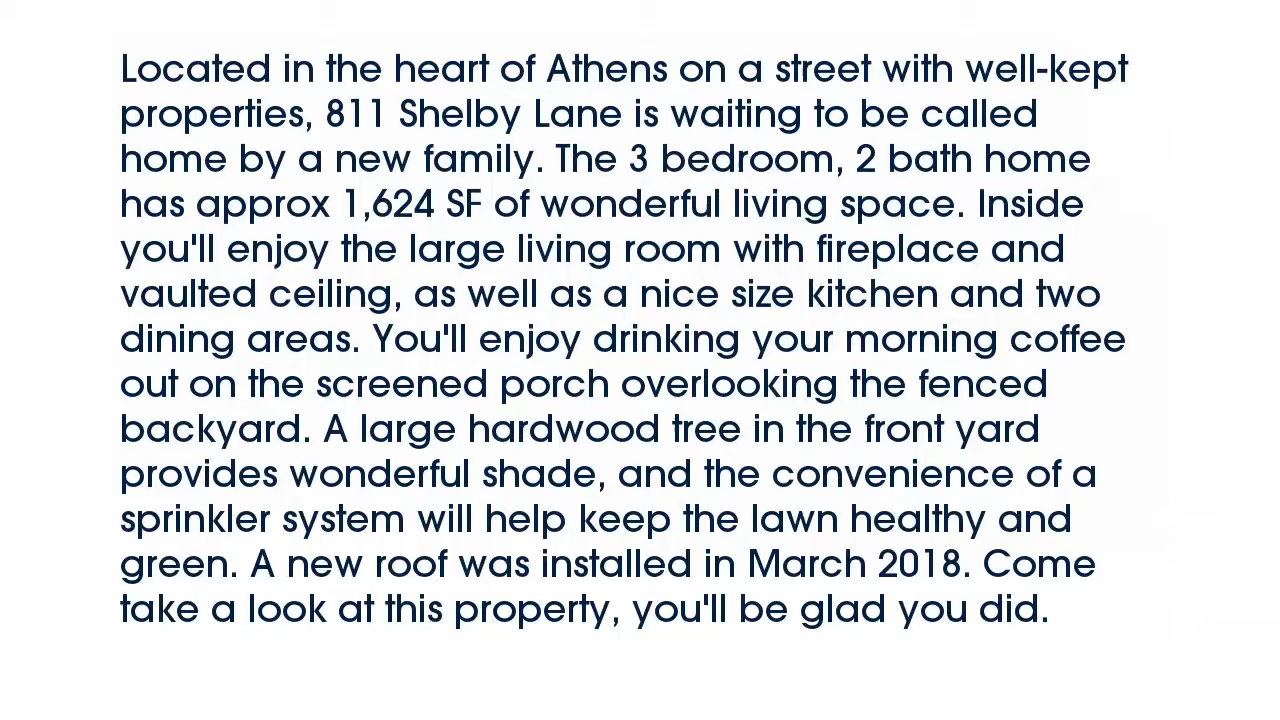 Located in the heart of Athens on a street with well-kept
properties, 811 Shelby Lane is waiting to be called
home by a new family. The 3 bedroom, 2 bath home
has approx 1,624 SF of wonderful living space. Inside
you'll enjoy the large living room with fireplace and
vaulted ceiling, as well as a nice size kitchen and two
dining areas. You'll enjoy drinking your morning coffee
out on the screened porch overlooking the fenced
backyard. A large hardwood tree in the front yard
provides wonderful shade, and the convenience of a
sprinkler system will help keep the lawn healthy and
green. A new roof was installed in March 2018. Come
take a look at this property, you'll be glad you did.